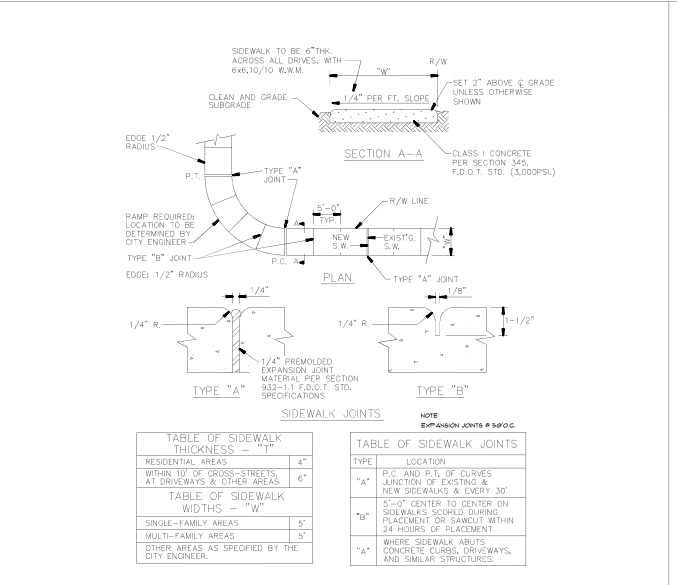 SIDEWALK TO BE 6"THK.
ACROSS ALL DRIVES, WITH
6x6,10/10 W.W.M.
"W"
R/W
SET 2" ABOVE ℄ GRADE
UNLESS OTHERWISE
SHOWN
CLEAN AND GRADE
SUBGRADE
1/4" PER FT. SLOPE
SECTION A-A
CLASS I CONCRETE
PER SECTION 345,
F.D.O.T. STD. (3,000PSI.)
EDGE 1/2"
RADIUS
P.T.
TYPE "A"
JOINT
RAMP REQUIRED:
LOCATION TO BE
DETERMINED BY
CITY ENGINEER
TYPE "B" JOINT
EDGE: 1/2" RADIUS
P.C.
A
A
5'-0"
TYP.
R/W LINE
NEW
S.W.
EXIST'G.
S.W.
"W"
PLAN
TYPE "A" JOINT
1/4"
1/4" R.
1/4" PREMOLDED
EXPANSION JOINT
MATERIAL PER SECTION
932-1.1 F.D.O.T. STD.
SPECIFICATIONS
TYPE "A"
1/8"
1/4" R.
1-1/2"
TYPE "B"
SIDEWALK JOINTS
NOTE:
EXPANSION JOINTS @ 50' O.C.
TABLE OF SIDEWALK
THICKNESS - "T"
RESIDENTIAL AREAS 4"
WITHIN 10' OF CROSS-STREETS,
AT DRIVEWAYS & OTHER AREAS 6"
TABLE OF SIDEWALK
WIDTHS - "W"
SINGLE-FAMILY AREAS 5'
MULTI-FAMILY AREAS 5'
OTHER AREAS AS SPECIFIED BY THE
CITY ENGINEER.
TABLE OF SIDEWALK JOINTS
TYPE LOCATION
"A" P.C. AND P.T. OF CURVES
JUNCTION OF EXISTING &
NEW SIDEWALKS & EVERY 30'
"B" 5'-0" CENTER TO CENTER ON
SIDEWALKS SCORED DURING
PLACEMENT OR SAWCUT WITHIN
24 HOURS OF PLACEMENT.
"A" WHERE SIDEWALK ABUTS
CONCRETE CURBS, DRIVEWAYS,
AND SIMILAR STRUCTURES.